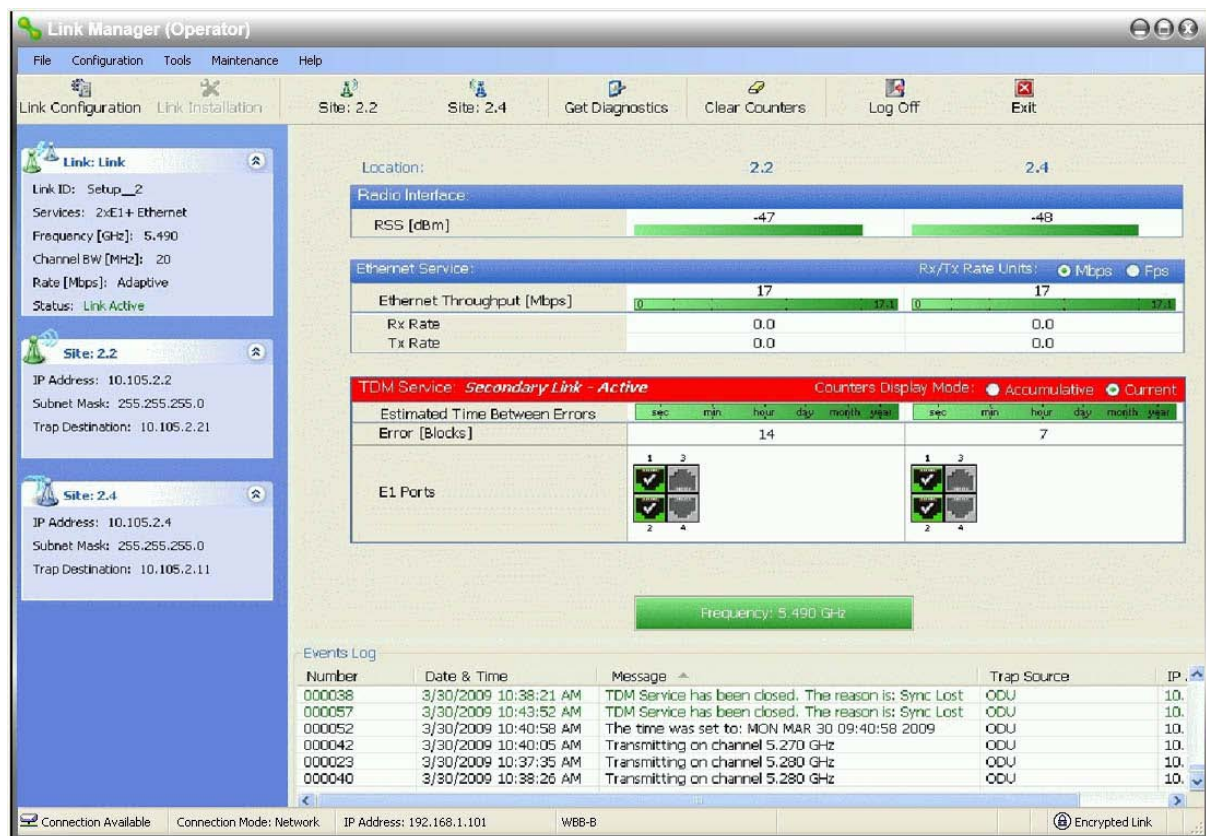 Link Manager (Operator)
File Configuration Tools Maintenance Help
Link Configuration Link Installation Site: 2.2 Site: 2.4 Get Diagnostics Clear Counters Log Off Exit
Link: Link
Link ID: Setup__2
Services: 2xE1+ Ethernet
Frequency [GHz]: 5.490
Channel BW [MHz]: 20
Rate [Mbps]: Adaptive
Status: Link Active
Site: 2.2
IP Address: 10.105.2.2
Subnet Mask: 255.255.255.0
Trap Destination: 10.105.2.21
Site: 2.4
IP Address: 10.105.2.4
Subnet Mask: 255.255.255.0
Trap Destination: 10.105.2.11
Location: 2.2 2.4
Radio Interface:
RSS [dBm] -47 -48
Ethernet Service: Rx/Tx Rate Units: Mbps Fps
Ethernet Throughput [Mbps] 17 17
0 17.1 0 17.1
Rx Rate 0.0 0.0
Tx Rate 0.0 0.0
TDM Service: Secondary Link - Active Counters Display Mode: Accumulative Current
Estimated Time Between Errors sec min hour day month year sec min hour day month year
Error [Blocks] 14 7
1 3 1 3
E1 Ports
2 4 2 4
Frequency: 5.490 GHz
Events Log
Number Date & Time Message Trap Source IP
000038 3/30/2009 10:38:21 AM TDM Service has been closed. The reason is: Sync Lost ODU 10.
000057 3/30/2009 10:43:52 AM TDM Service has been closed. The reason is: Sync Lost ODU 10.
000052 3/30/2009 10:40:58 AM The time was set to: MON MAR 30 09:40:58 2009 ODU 10.
000042 3/30/2009 10:40:05 AM Transmitting on channel 5.270 GHz ODU 10.
000023 3/30/2009 10:37:35 AM Transmitting on channel 5.280 GHz ODU 10.
000040 3/30/2009 10:38:26 AM Transmitting on channel 5.280 GHz ODU 10.
Connection Available Connection Mode: Network IP Address: 192.168.1.101 WBB-B Encrypted Link